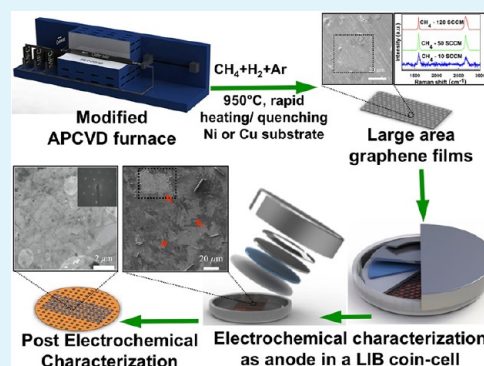 CH4+H2+Ar
950°C, rapid
heating/ quenching
Ni or Cu substrate
Modified
APCVD furnace
Intensity(a.u.)
CH4 - 120 SCCM
CH4 - 50 SCCM
CH4 - 10 SCCM
Raman shift (cm-1)
Large area
graphene films
2 µm
20 µm
Post Electrochemical
Characterization
Electrochemical characterization
as anode in a LIB coin-cell